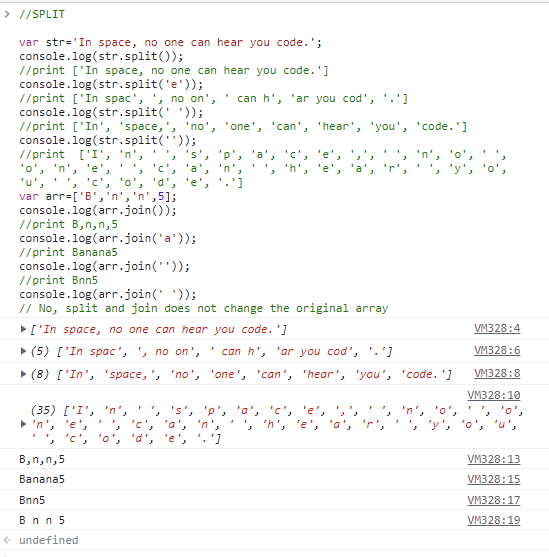 //SPLIT
var str='In space, no one can hear you code.';
console.log(str.split());
//print ['In space, no one can hear you code.']
console.log(str.split('e'));
//print ['In spac', ', no on', ' can h', 'ar you cod', '.']
console.log(str.split(' '));
//print ['In', 'space,', 'no', 'one', 'can', 'hear', 'you', 'code.']
console.log(str.split(''));
//print  ['I', 'n', ' ', 's', 'p', 'a', 'c', 'e', ',', ' ', 'n', 'o', ' ',
'o', 'n', 'e', ' ', 'c', 'a', 'n', ' ', 'h', 'e', 'a', 'r', ' ', 'y', 'o',
'u', ' ', 'c', 'o', 'd', 'e', '.']
var arr=['B','n','n',5];
console.log(arr.join());
//print B,n,n,5
console.log(arr.join('a'));
//print Banana5
console.log(arr.join(''));
//print Bnn5
console.log(arr.join(' '));
// No, split and join does not change the original array
['In space, no one can hear you code.'] VM328:4
(5) ['In spac', ', no on', ' can h', 'ar you cod', '.'] VM328:6
(8) ['In', 'space,', 'no', 'one', 'can', 'hear', 'you', 'code.'] VM328:8
VM328:10
(35) ['I', 'n', ' ', 's', 'p', 'a', 'c', 'e', ',', ' ', 'n', 'o', ' ', 'o',
'n', 'e', ' ', 'c', 'a', 'n', ' ', 'h', 'e', 'a', 'r', ' ', 'y', 'o', 'u',
' ', 'c', 'o', 'd', 'e', '.']
B,n,n,5 VM328:13
Banana5 VM328:15
Bnn5 VM328:17
B n n 5 VM328:19
undefined